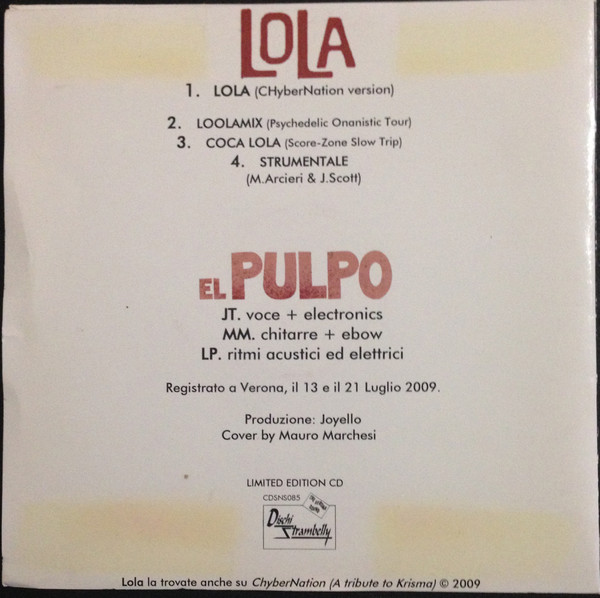 LOLA
1. LOLA (CHyberNation version)
2. LOOLAMIX (Psychedelic Onanistic Tour)
3. COCA LOLA (Score-Zone Slow Trip)
4. STRUMENTALE
(M.Arcieri & J.Scott)
EL PULPO
JT. voce + electronics
MM. chitarre + ebow
LP. ritmi acustici ed elettrici
Registrato a Verona, il 13 e il 21 Luglio 2009.
Produzione: Joyello
Cover by Mauro Marchesi
LIMITED EDITION CD
CDSNS085
Dischi
Strambelly
Lola la trovate anche su ChyberNation (A tribute to Krisma) © 2009